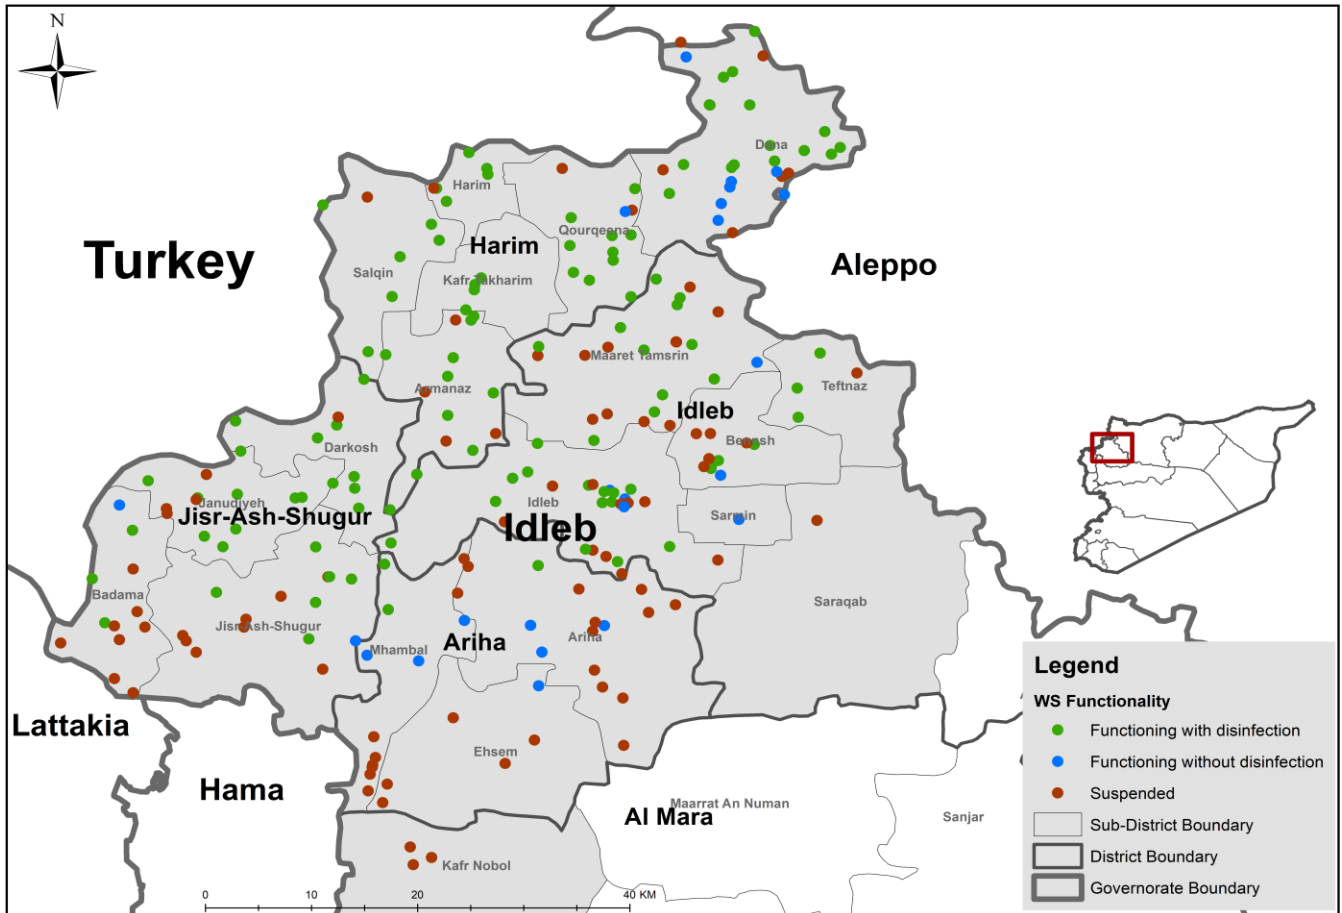 N
Dana
Harim
Qourqeena
Harim
Turkey
Aleppo
Salqin
Kafr Takharim
Maaret Tamsrin
Teftnaz
Armanaz
Idleb
Darkosh
Benesh
Janudiyeh
Idleb
Jisr-Ash-Shugur
Idleb
Sarmin
Badama
Saraqab
Jisr-Ash-Shugur
Ariha
Ariha
Mhambal
Lattakia
Ehsem
Hama
Maarrat An Numan
Al Mara
Sanjar
Kafr Nobol
0 10 20 40 KM
Legend
WS Functionality
Functioning with disinfection
Functioning without disinfection
Suspended
Sub-District Boundary
District Boundary
Governorate Boundary